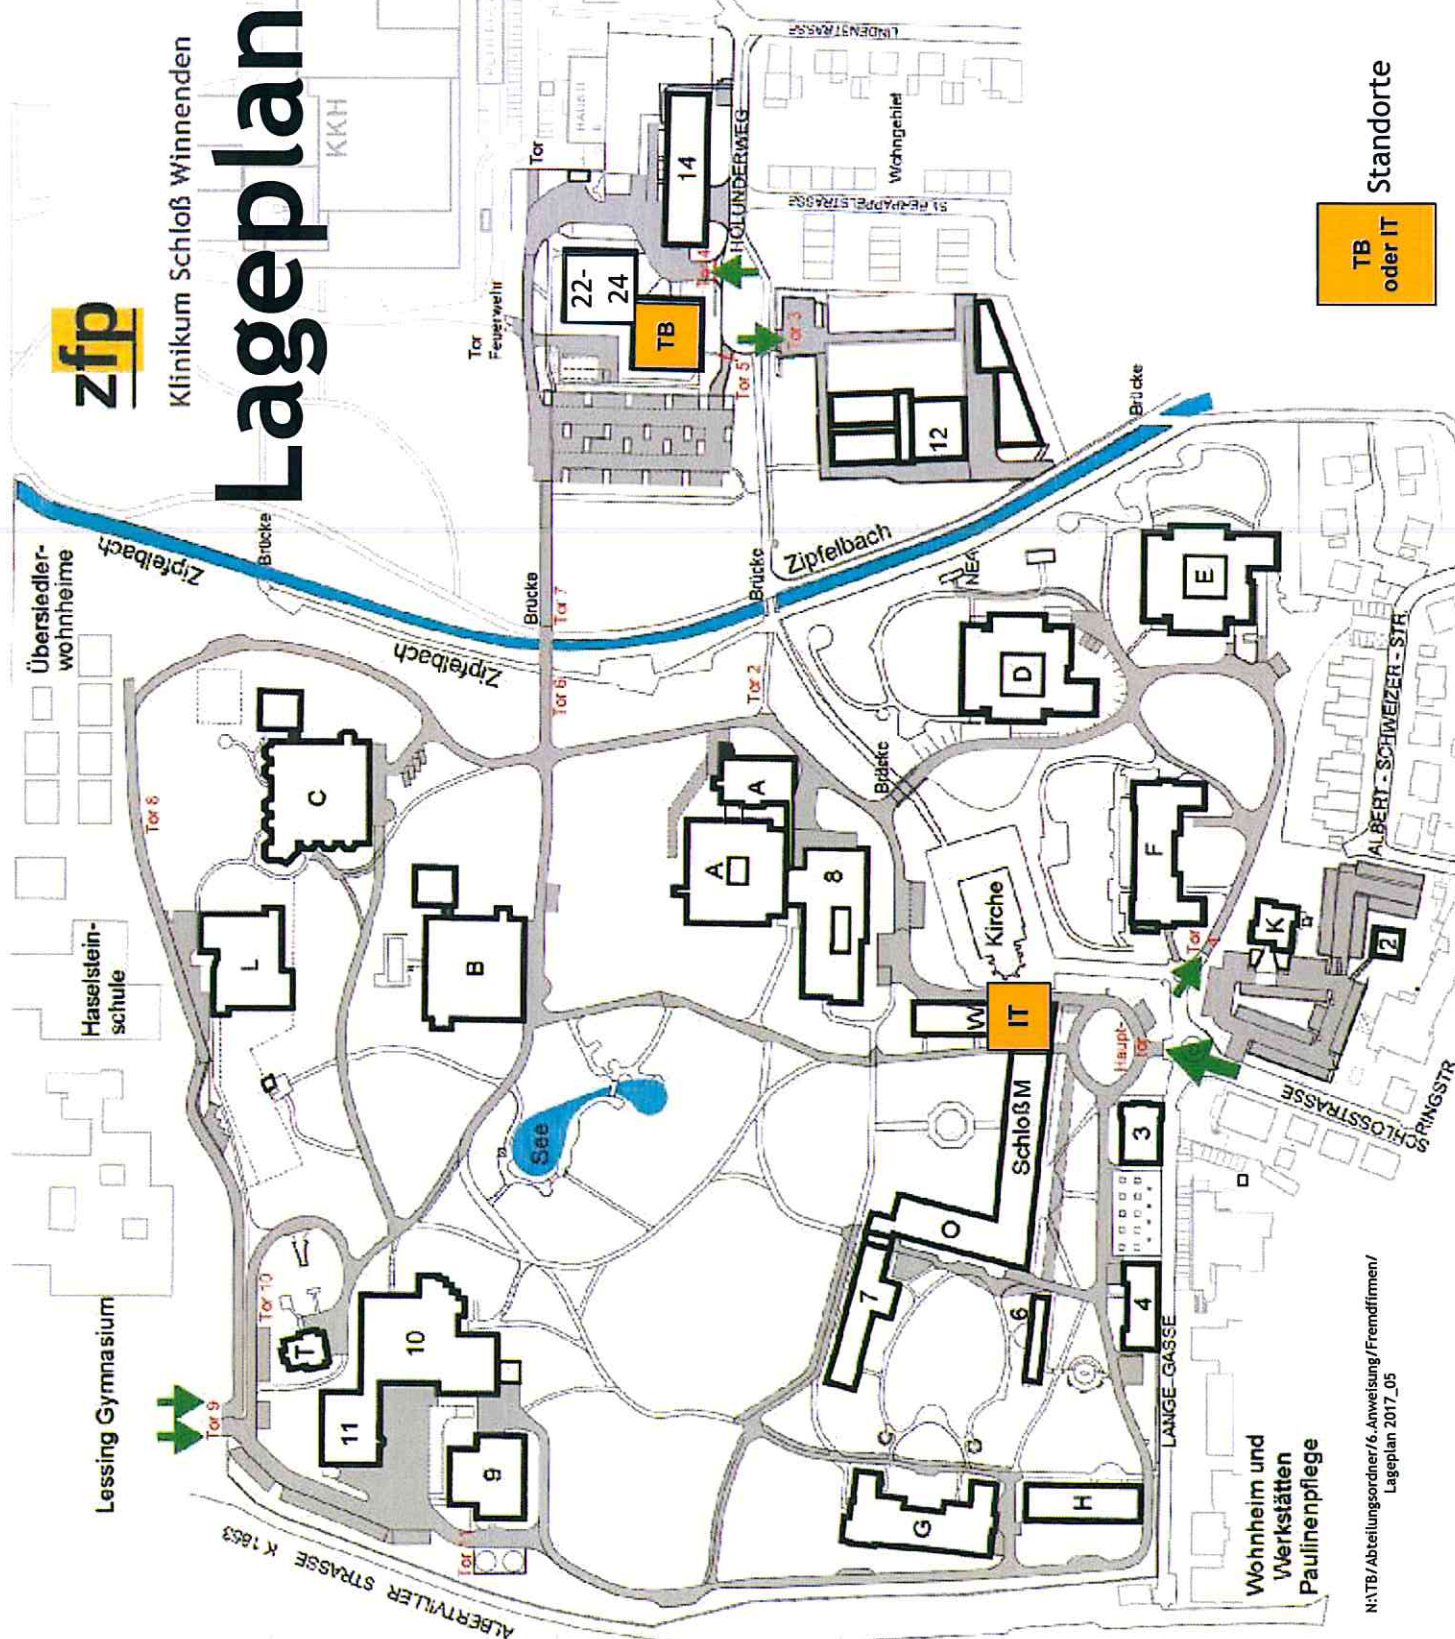 zfp
Klinikum Schloß Winnenden
Lageplan
KKH
Lessing Gymnasium
Haselstein-
schule
Übersiedler-
wohnheime
Zipfelbach
Brücke
Zipfelbach
Brücke
Tor 6
Tor 7
Tor
Feuerwehr
Tor
22-
24
TB
14
Tor 4
Tor 5
Tor 3
HOLUNDERWEG
LINDENSTRASSE
Wohngebiet
12
Brücke
Zipfelbach
Brücke
NEA
Tor 2
Brücke
Tor 8
C
L
B
A
A
8
D
E
F
Kirche
W
IT
Schloß M
O
See
Tor 9
Tor 10
T
10
11
9
Tor
7
6
G
H
4
3
Haupt-
Tor
Tor
K
2
ALBERT-SCHWEIZER-STR
SCHLOSSTRASSE
RINGSTR
LANGE-GASSE
ALBERTVILLER STRASSE K 1853
Wohnheim und
Werkstätten
Paulinenpflege
TB
oder IT
Standorte
N:\TB/Abteilungsordner/6.Anweisung/Fremdfirmen/
Lageplan 2017_05